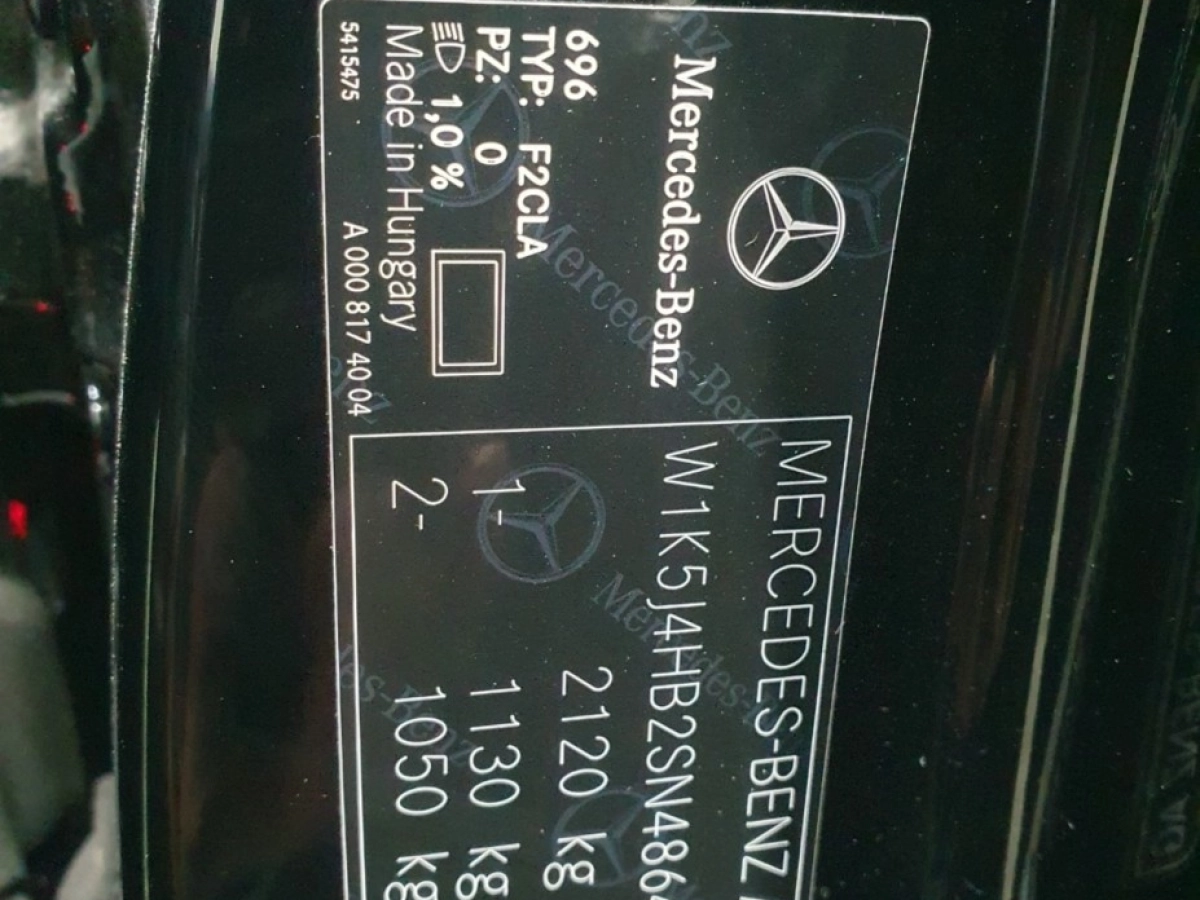 Mercedes-Benz
696
TYP: F2CLA
PZ: 0
1,0 %
Made in Hungary
5415475 A 000 817 40 04
MERCEDES-BENZ
W1K5J4HB2SN486
2120 kg
1- 1130 kg
2- 1050 kg